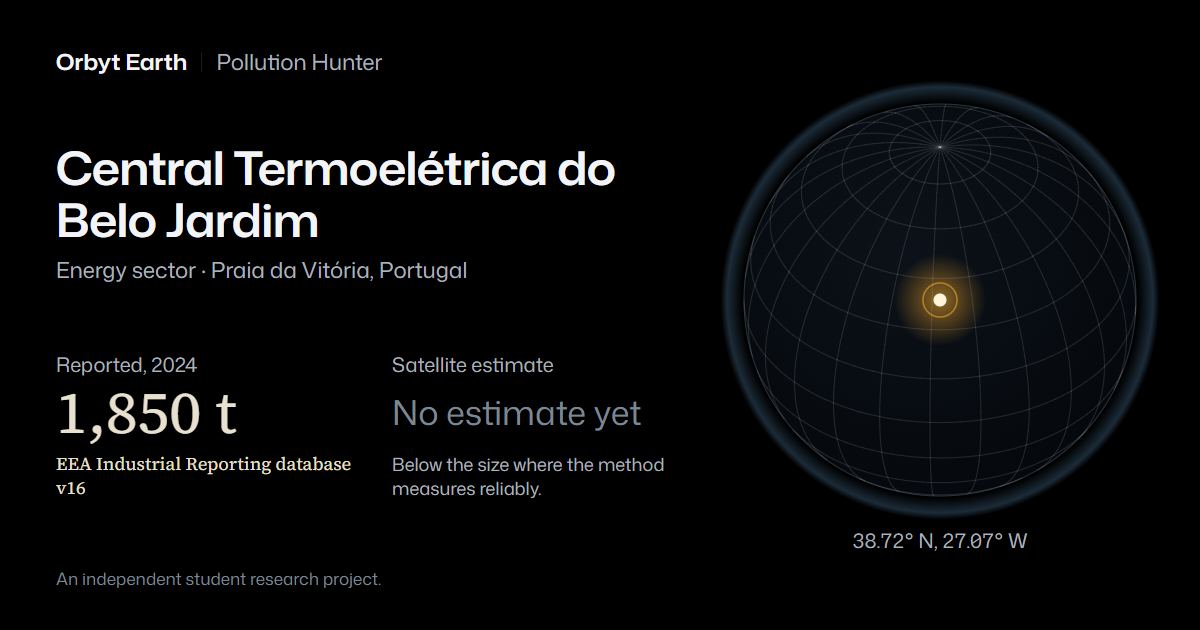 Orbyt Earth | Pollution Hunter
Central Termoelétrica do
Belo Jardim
Energy sector · Praia da Vitória, Portugal
Reported, 2024
1,850 t
EEA Industrial Reporting database
v16
Satellite estimate
No estimate yet
Below the size where the method
measures reliably.
38.72° N, 27.07° W
An independent student research project.